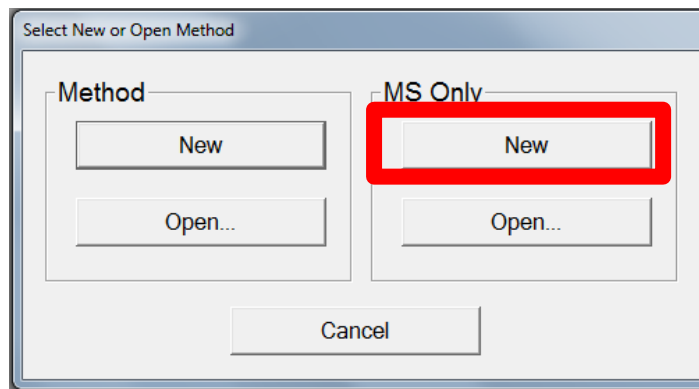 Select New or Open Method
Method
MS Only
New
New
Open...
Open...
Cancel